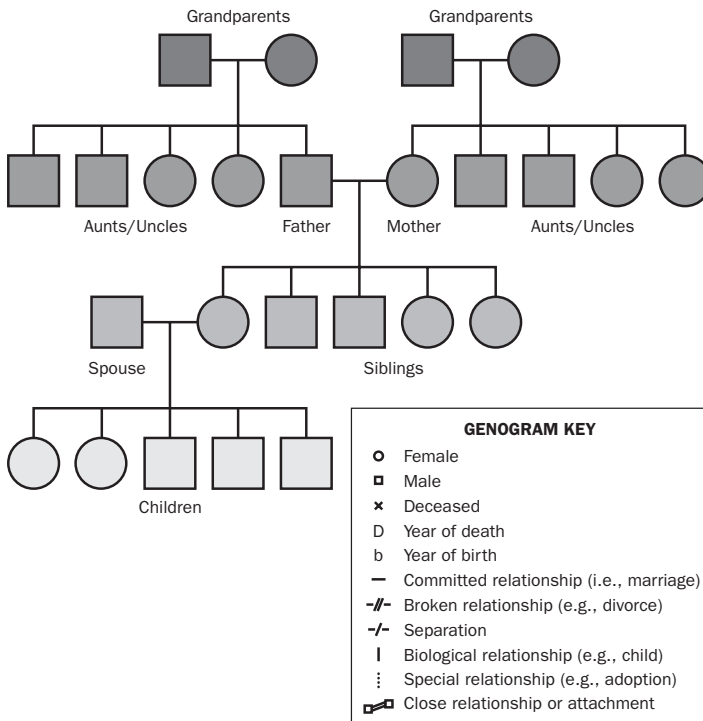 Grandparents
Grandparents
Aunts/Uncles
Father
Mother
Aunts/Uncles
Spouse
Siblings
Children
GENOGRAM KEY
Female
Male
Deceased
D Year of death
b Year of birth
Committed relationship (i.e., marriage)
Broken relationship (e.g., divorce)
Separation
Biological relationship (e.g., child)
Special relationship (e.g., adoption)
Close relationship or attachment